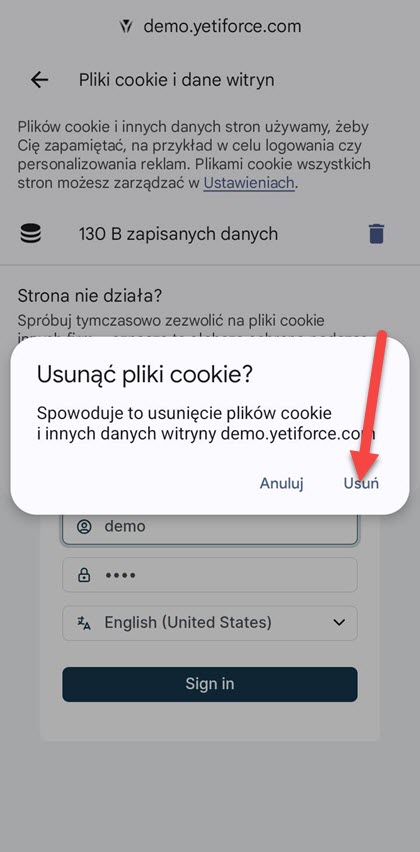 demo.yetiforce.com
Pliki cookie i dane witryn
Plików cookie i innych danych stron używamy, żeby
Cię zapamiętać, na przykład w celu logowania czy
personalizowania reklam. Plikami cookie wszystkich
stron możesz zarządzać w Ustawieniach.
130 B zapisanych danych
Strona nie działa?
Spróbuj tymczasowo zezwolić na pliki cookie
Usunąć pliki cookie?
Spowoduje to usunięcie plików cookie
i innych danych witryny demo.yetiforce.com
Anuluj Usuń
demo
••••
English (United States)
Sign in